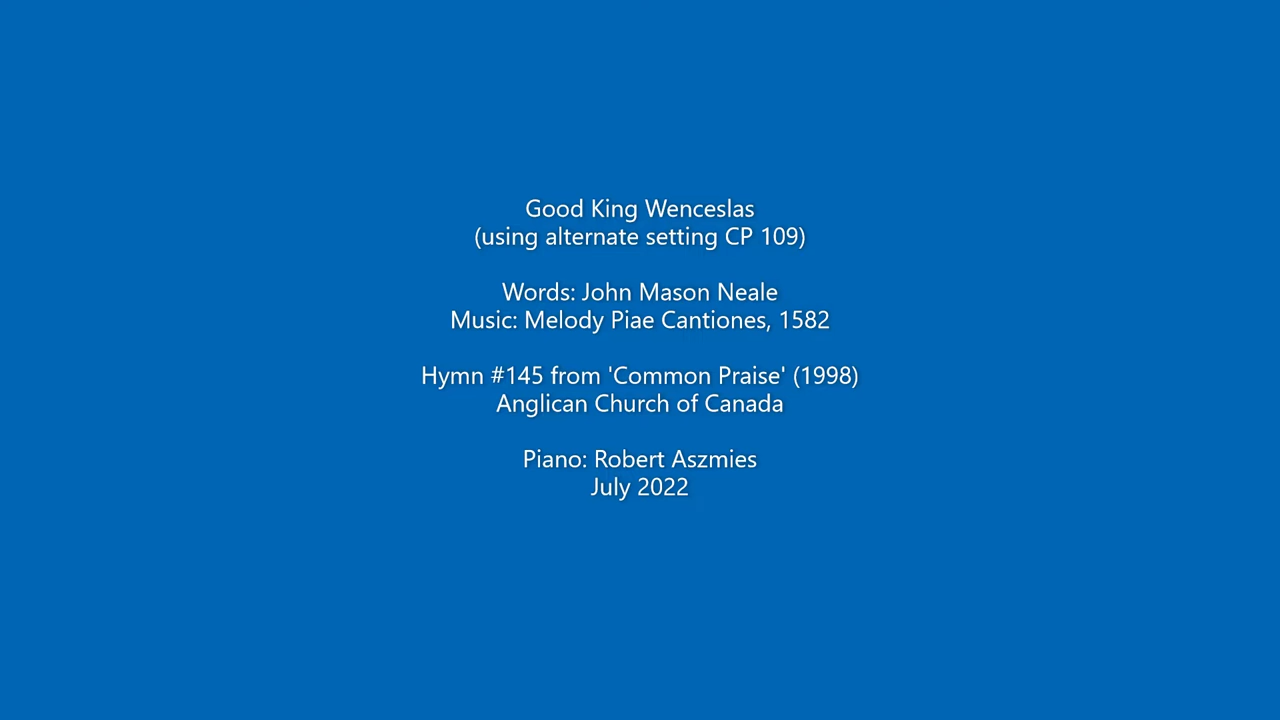 Good King Wenceslas
(using alternate setting CP 109)
Words: John Mason Neale
Music: Melody Piae Cantiones, 1582
Hymn #145 from 'Common Praise' (1998)
Anglican Church of Canada
Piano: Robert Aszmies
July 2022